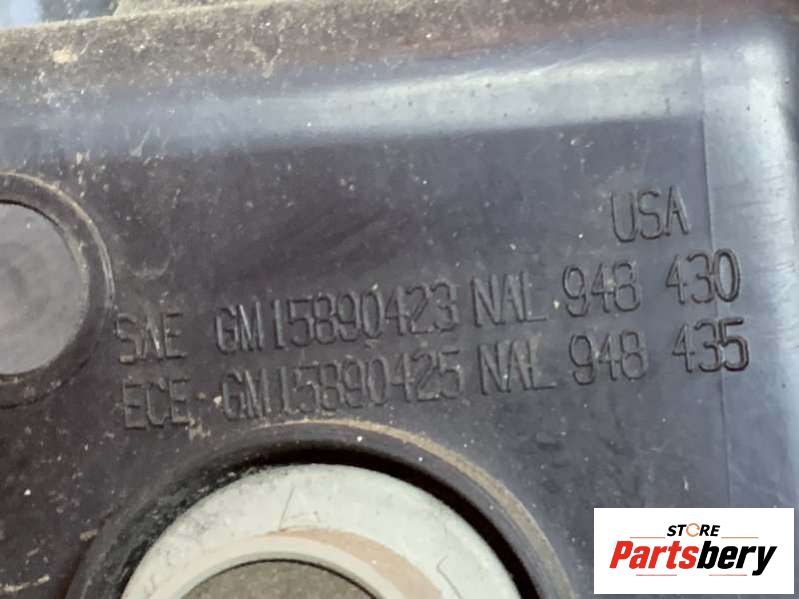 USA
SAE GM15890423 NAL 948 430
ECE GM15890425 NAL 948 435
STORE
Partsbery